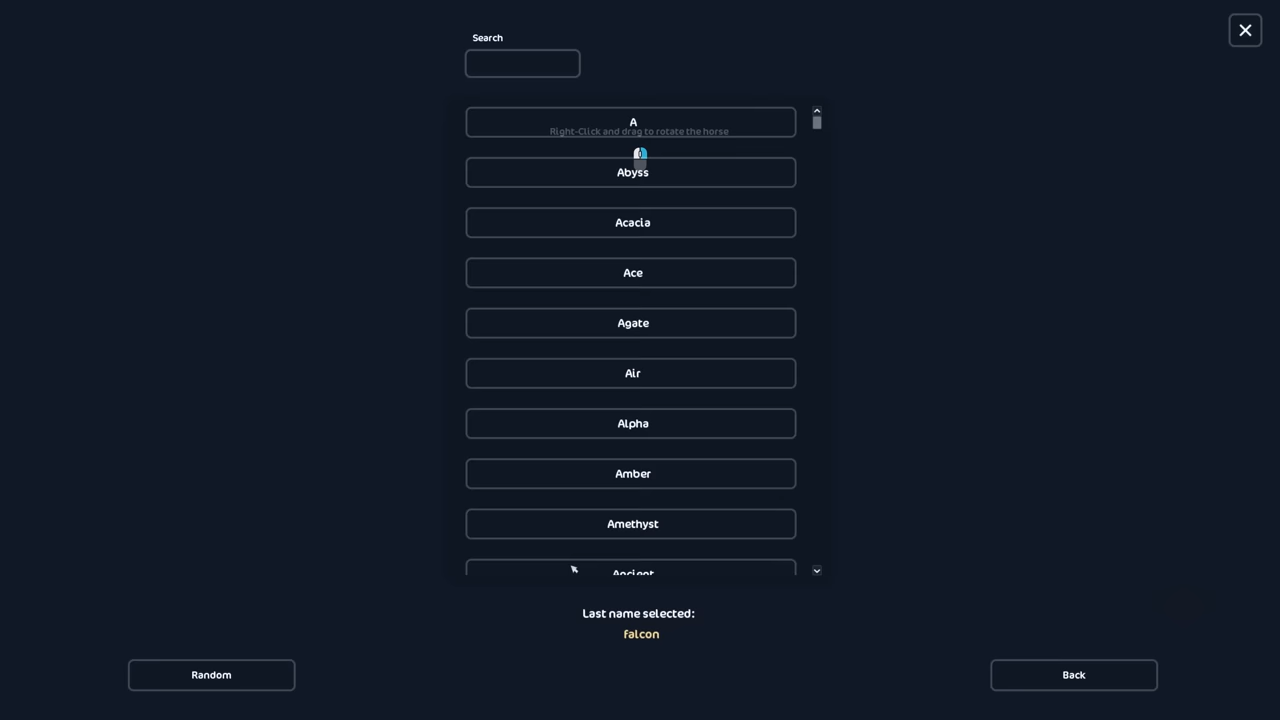 Search
A
Right-Click and drag to rotate the horse
Abyss
Acacia
Ace
Agate
Air
Alpha
Amber
Amethyst
Ancient
Last name selected:
falcon
Random
Back